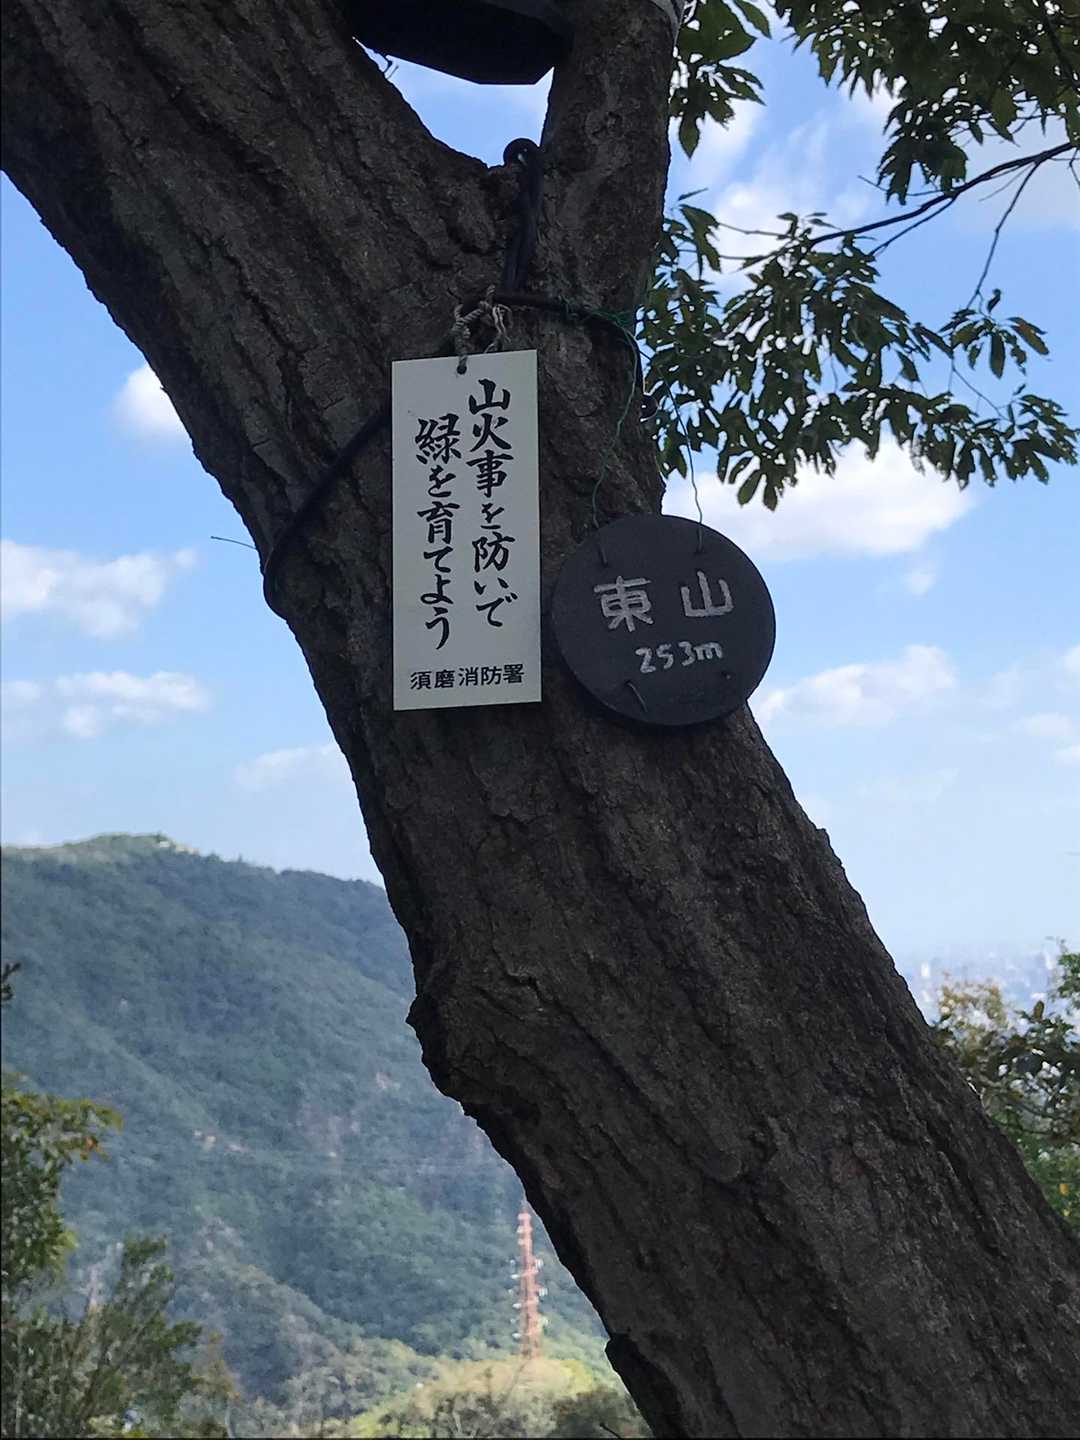 山火事を防いで
緑を育てよう
須磨消防署
東山
253m